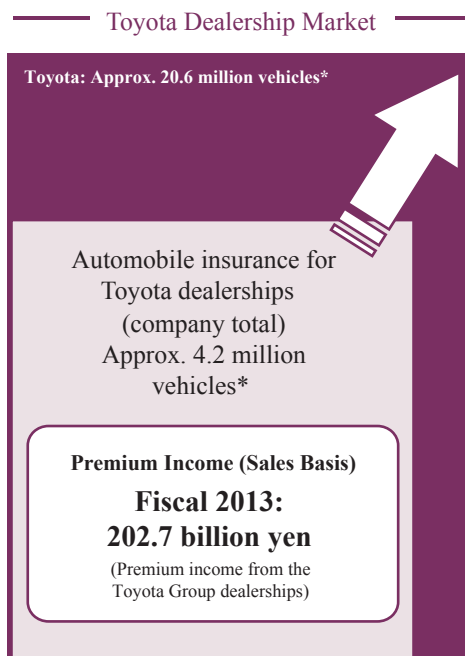 Toyota Dealership Market
Toyota: Approx. 20.6 million vehicles*
Automobile insurance for
Toyota dealerships
(company total)
Approx. 4.2 million
vehicles*
Premium Income (Sales Basis)
Fiscal 2013:
202.7 billion yen
(Premium income from the
Toyota Group dealerships)